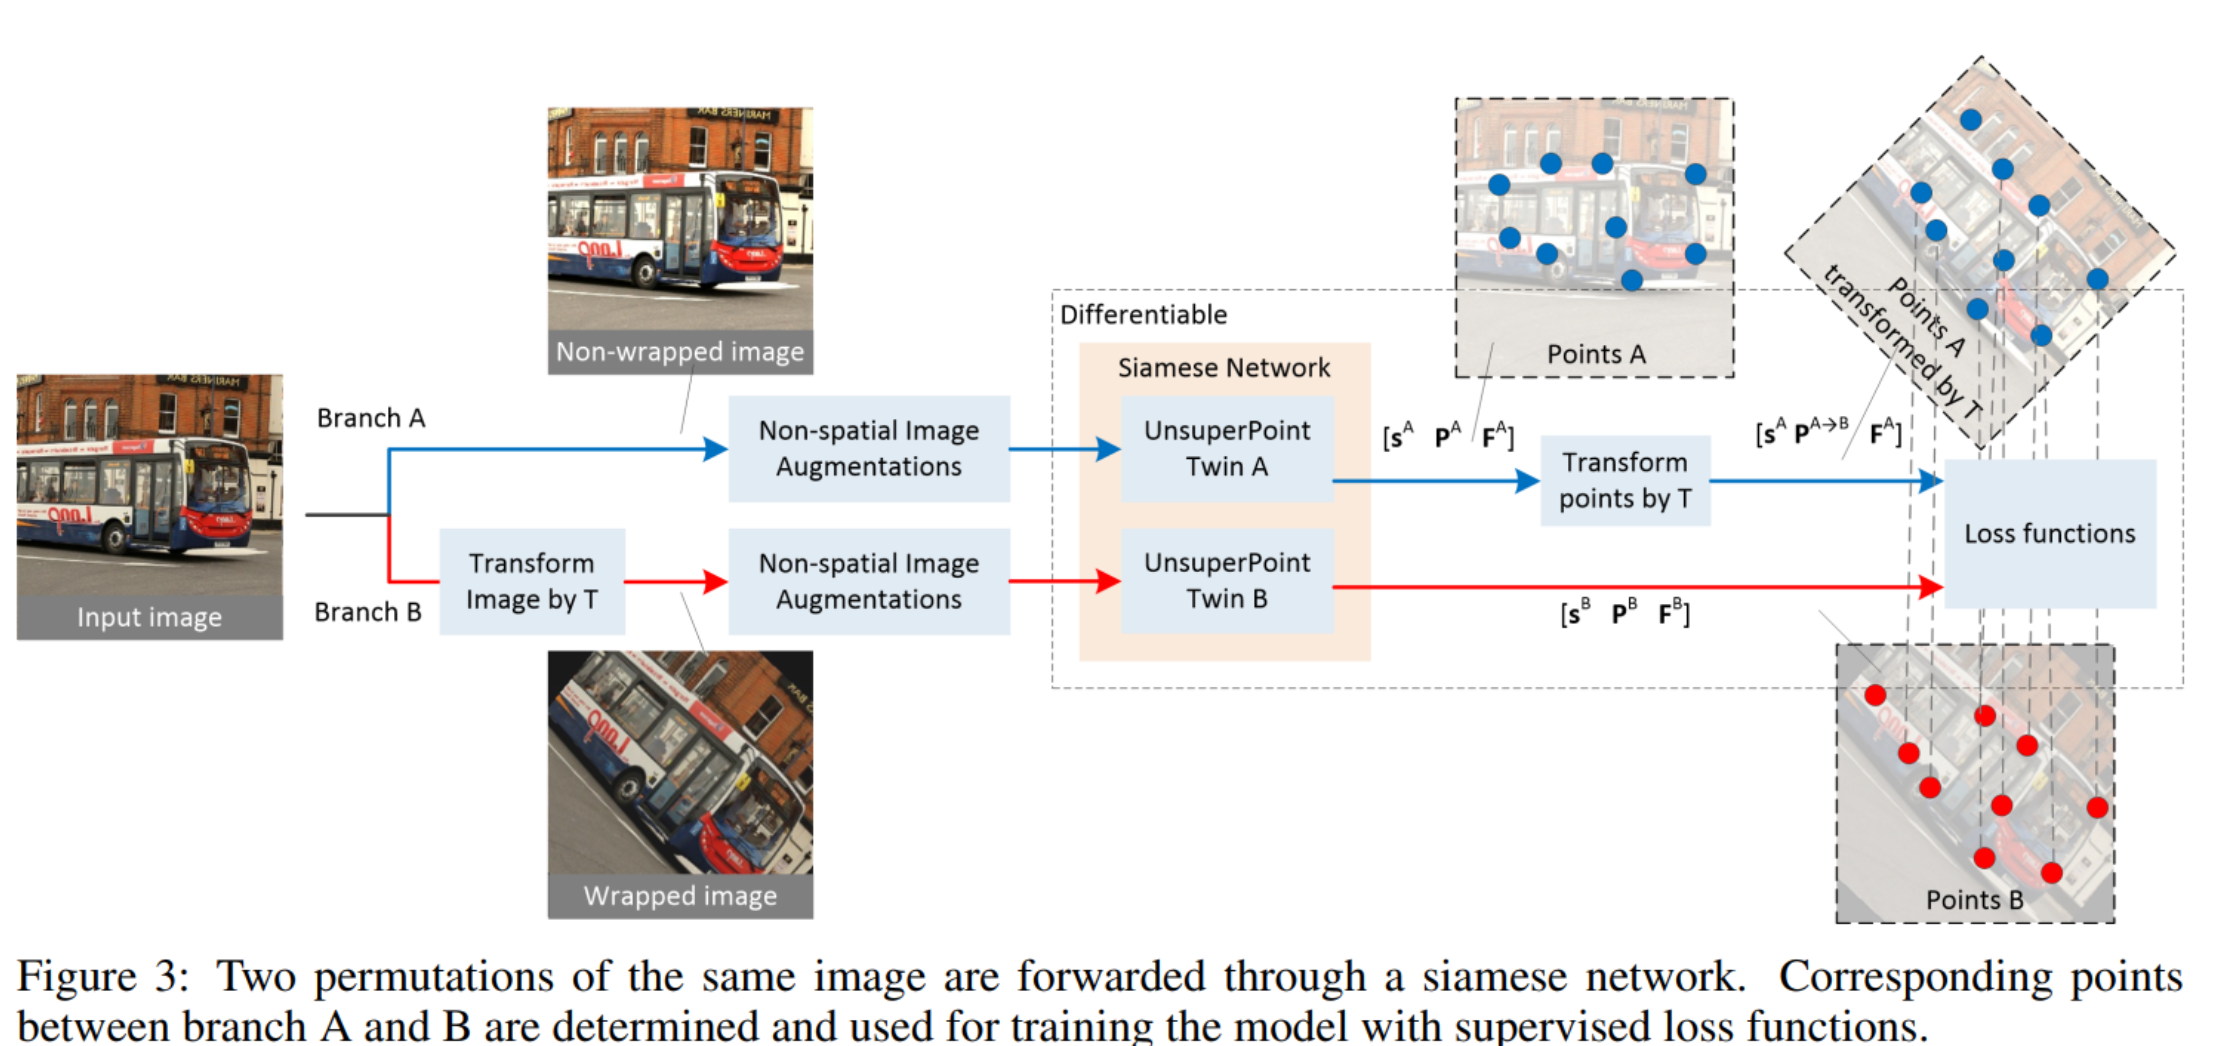 Non-wrapped image
Input image
Branch A
Branch B
Transform
Image by T
Non-spatial Image
Augmentations
Non-spatial Image
Augmentations
Wrapped image
Differentiable
Siamese Network
UnsuperPoint
Twin A
UnsuperPoint
Twin B
Points A
[s^A P^A F^A]
Transform
points by T
Points A
transformed by T
[s^A P^A→B F^A]
Loss functions
[s^B P^B F^B]
Points B
Figure 3: Two permutations of the same image are forwarded through a siamese network. Corresponding points
between branch A and B are determined and used for training the model with supervised loss functions.